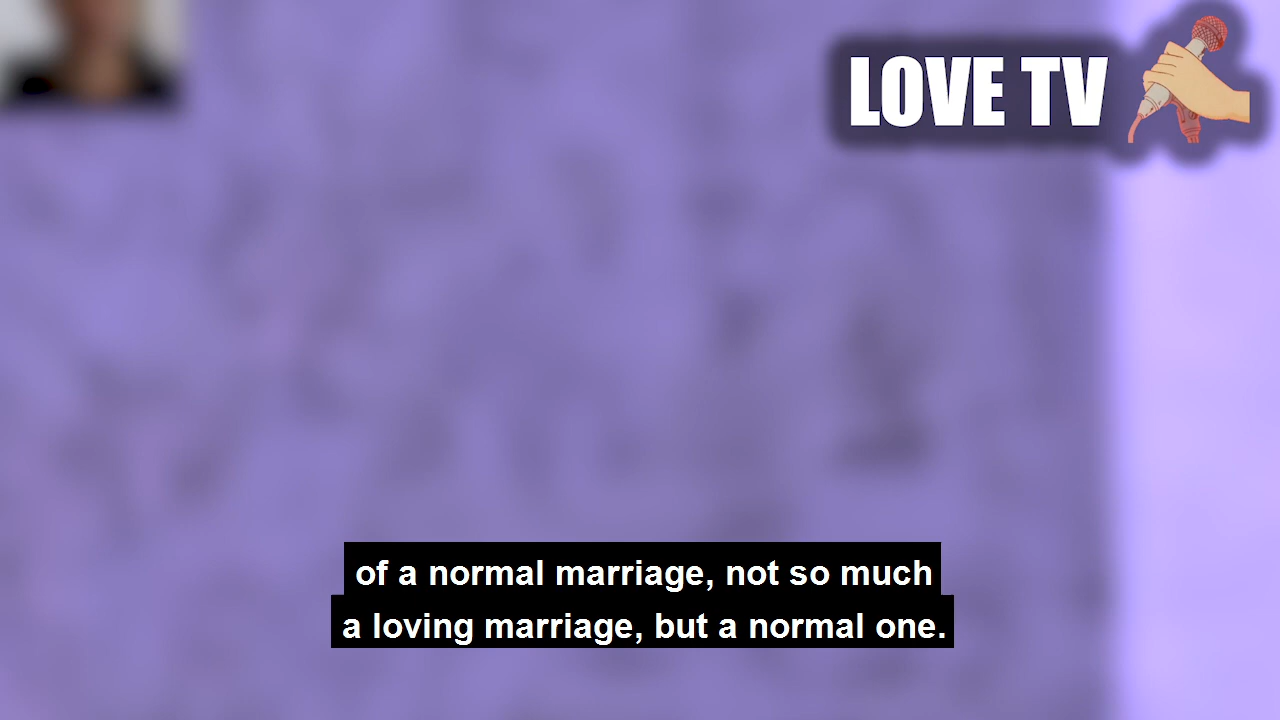 LOVE TV
of a normal marriage, not so much
a loving marriage, but a normal one.